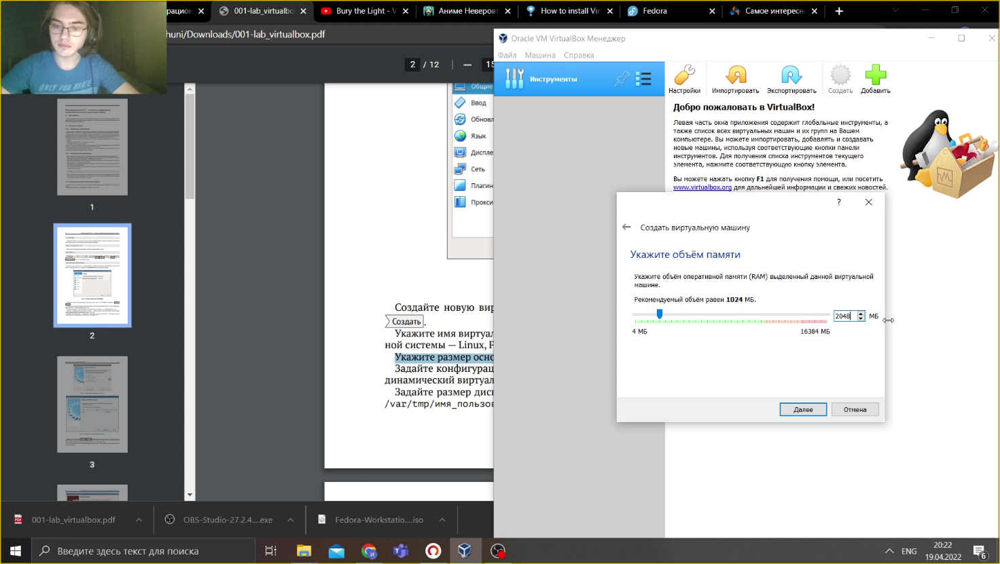 рацион
001-lab_virtualbo
Bury the Light - V
Аниме Невероят
How to install Vir
Fedora
Самое интересн
huni/Downloads/001-lab_virtualbox.pdf
2 / 12
15
ONLY FOR
1
2
3
Общие
Ввод
Обновл
Язык
Диспле
Сеть
Плагин
Прокси
Создайте новую вир
Создать.
Укажите имя виртуал
ной системы — Linux, F
Укажите размер осно
Задайте конфигурац
динамический виртуал
Задайте размер диск
/var/tmp/имя_пользов
Oracle VM VirtualBox Менеджер
Файл Машина Справка
Инструменты
Настройки
Импортировать
Экспортировать
Создать
Добавить
Добро пожаловать в VirtualBox!
Левая часть окна приложения содержит глобальные инструменты, а
также список всех виртуальных машин и их групп на Вашем
компьютере. Вы можете импортировать, добавлять и создавать
новые машины, используя соответствующие кнопки панели
инструментов. Для получения списка инструментов текущего
элемента, нажмите соответствующую кнопку элемента.
Вы можете нажать кнопку F1 для получения помощи, или посетить
www.virtualbox.org для дальнейшей информации и свежих новостей.
?
Создать виртуальную машину
Укажите объём памяти
Укажите объём оперативной памяти (RAM) выделенный данной виртуальной
машине.
Рекомендуемый объём равен 1024 МБ.
2048 МБ
4 МБ
16384 МБ
Далее
Отмена
001-lab_virtualbox.pdf
OBS-Studio-27.2.4....exe
Fedora-Workstatio....iso
Введите здесь текст для поиска
ENG
20:22
19.04.2022
6